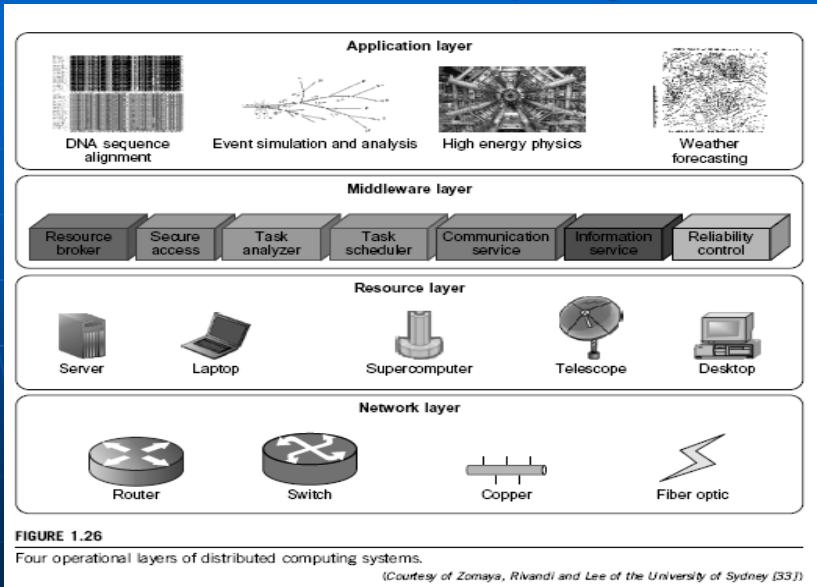 Application layer
DNA sequence
alignment
Event simulation and analysis
High energy physics
Weather
forecasting
Middleware layer
Resource
broker
Secure
access
Task
analyzer
Task
scheduler
Communication
service
Information
service
Reliability
control
Resource layer
Server
Laptop
Supercomputer
Telescope
Desktop
Network layer
Router
Switch
Copper
Fiber optic
FIGURE 1.26
Four operational layers of distributed computing systems.
(Courtesy of Zomaya, Rivandi and Lee of the University of Sydney [33])